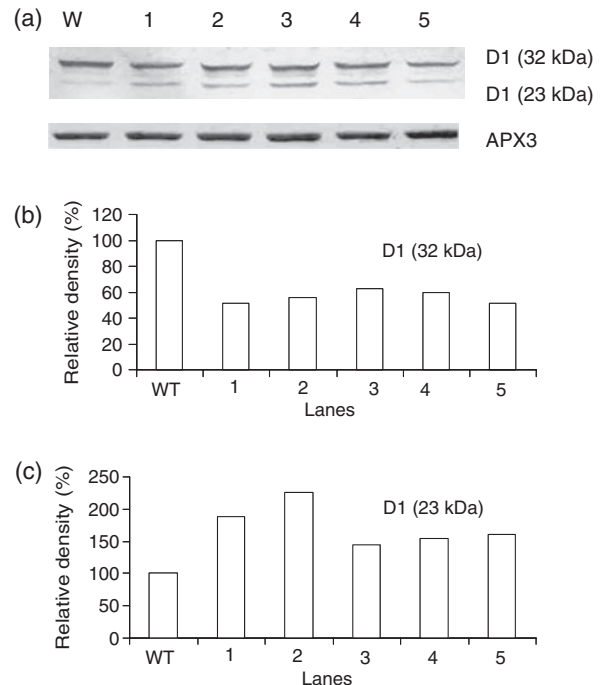 (a) W 1 2 3 4 5
D1 (32 kDa)
D1 (23 kDa)
APX3
(b)
Relative density (%)
120
100
80
60
40
20
0
D1 (32 kDa)
WT 1 2 3 4 5
Lanes
(c)
Relative density (%)
250
200
150
100
50
0
D1 (23 kDa)
WT 1 2 3 4 5
Lanes